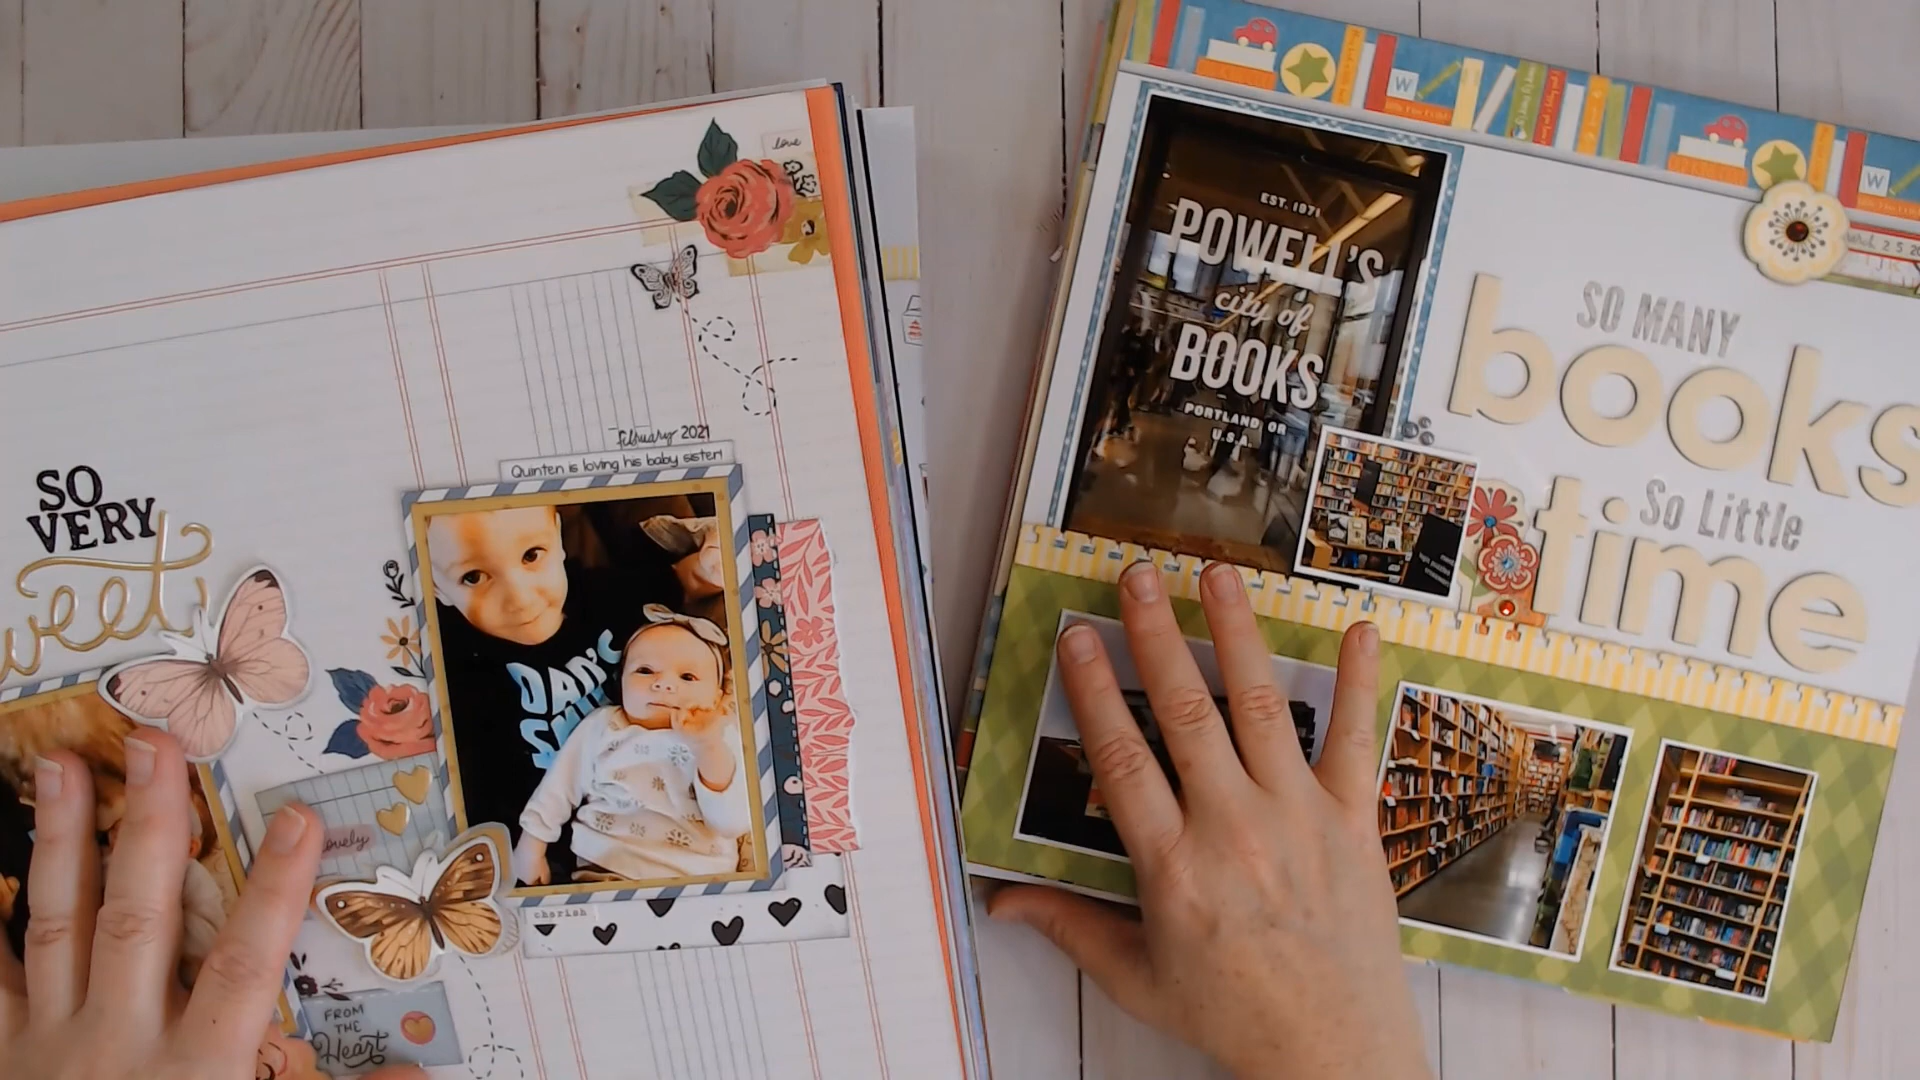 love
february 2021
Quinten is loving his baby sister!
SO
VERY
DAD'S
lovely
cherish
FROM
THE
Heart
W
W
EST. 1971
POWELL'S
city of
BOOKS
PORTLAND OR
U.S.A.
SO MANY
books
So Little
time